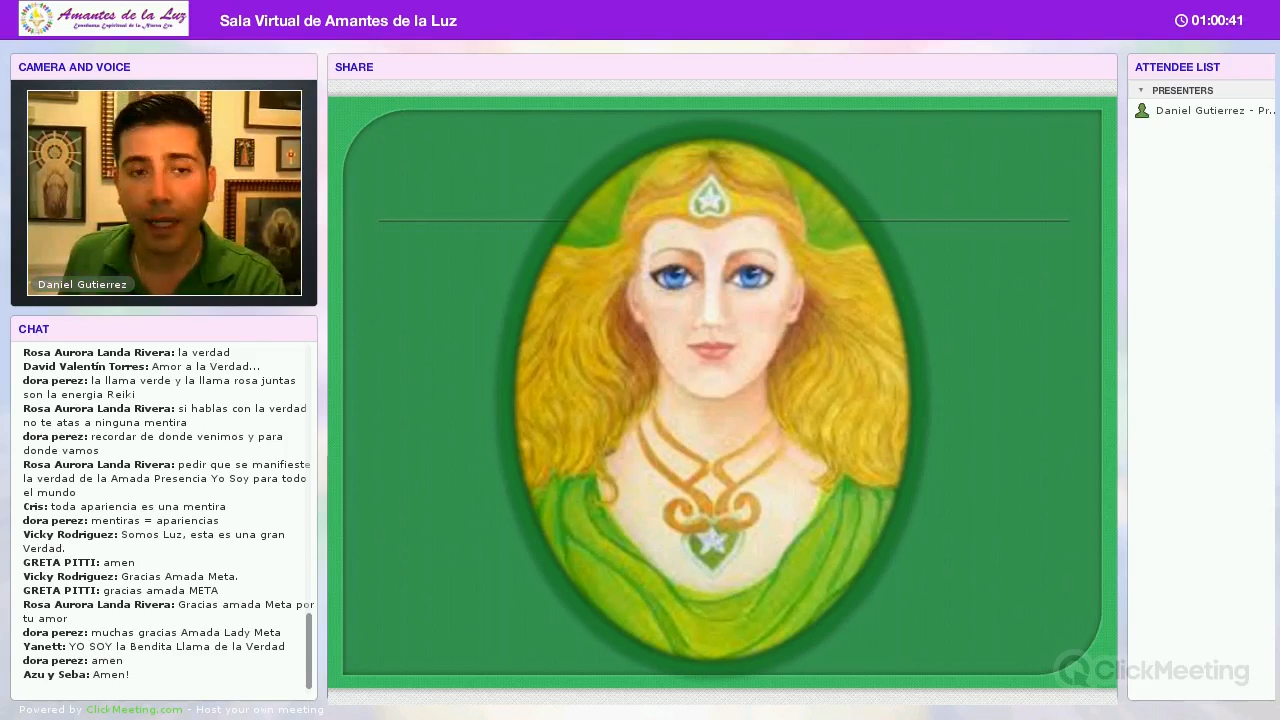 Amantes de la Luz
Enseñanza Espiritual de la Nueva Era
Sala Virtual de Amantes de la Luz
01:00:41
CAMERA AND VOICE
Daniel Gutierrez
CHAT
Rosa Aurora Landa Rivera: la verdad
David Valentín Torres: Amor a la Verdad...
dora perez: la llama verde y la llama rosa juntas
son la energia Reiki
Rosa Aurora Landa Rivera: si hablas con la verdad
no te atas a ninguna mentira
dora perez: recordar de donde venimos y para
donde vamos
Rosa Aurora Landa Rivera: pedir que se manifieste
la verdad de la Amada Presencia Yo Soy para todo
el mundo
Cris: toda apariencia es una mentira
dora perez: mentiras = apariencias
Vicky Rodriguez: Somos Luz, esta es una gran
Verdad.
GRETA PITTI: amen
Vicky Rodriguez: Gracias Amada Meta.
GRETA PITTI: gracias amada META
Rosa Aurora Landa Rivera: Gracias amada Meta por
tu amor
dora perez: muchas gracias Amada Lady Meta
Yanett: YO SOY la Bendita Llama de la Verdad
dora perez: amen
Azu y Seba: Amen!
Powered by ClickMeeting.com - Host your own meeting
SHARE
ClickMeeting
ATTENDEE LIST
PRESENTERS
Daniel Gutierrez - Pr...